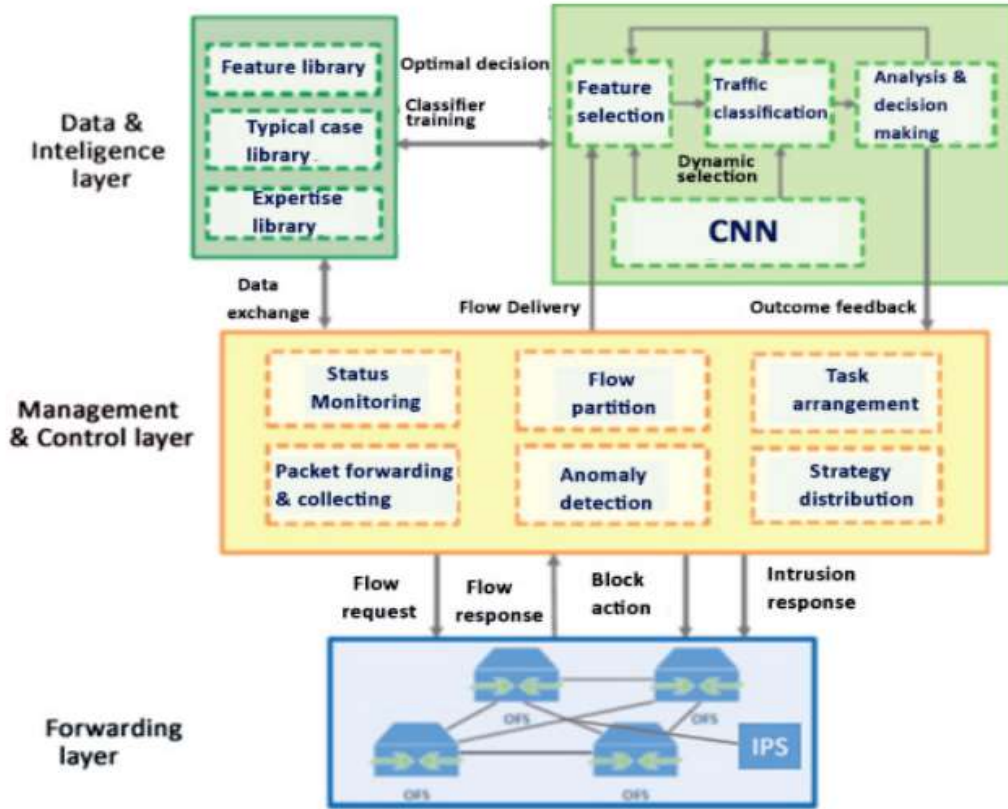 Data &
Inteligence
layer
Feature library
Typical case
library
Expertise
library
Optimal decision
Classifier
training
Feature
selection
Traffic
classification
Analysis &
decision
making
Dynamic
selection
CNN
Data
exchange
Flow Delivery
Outcome feedback
Management
& Control layer
Status
Monitoring
Flow
partition
Task
arrangement
Packet forwarding
& collecting
Anomaly
detection
Strategy
distribution
Flow
request
Flow
response
Block
action
Intrusion
response
Forwarding
layer
OFS
OFS
IPS
OFS
OFS